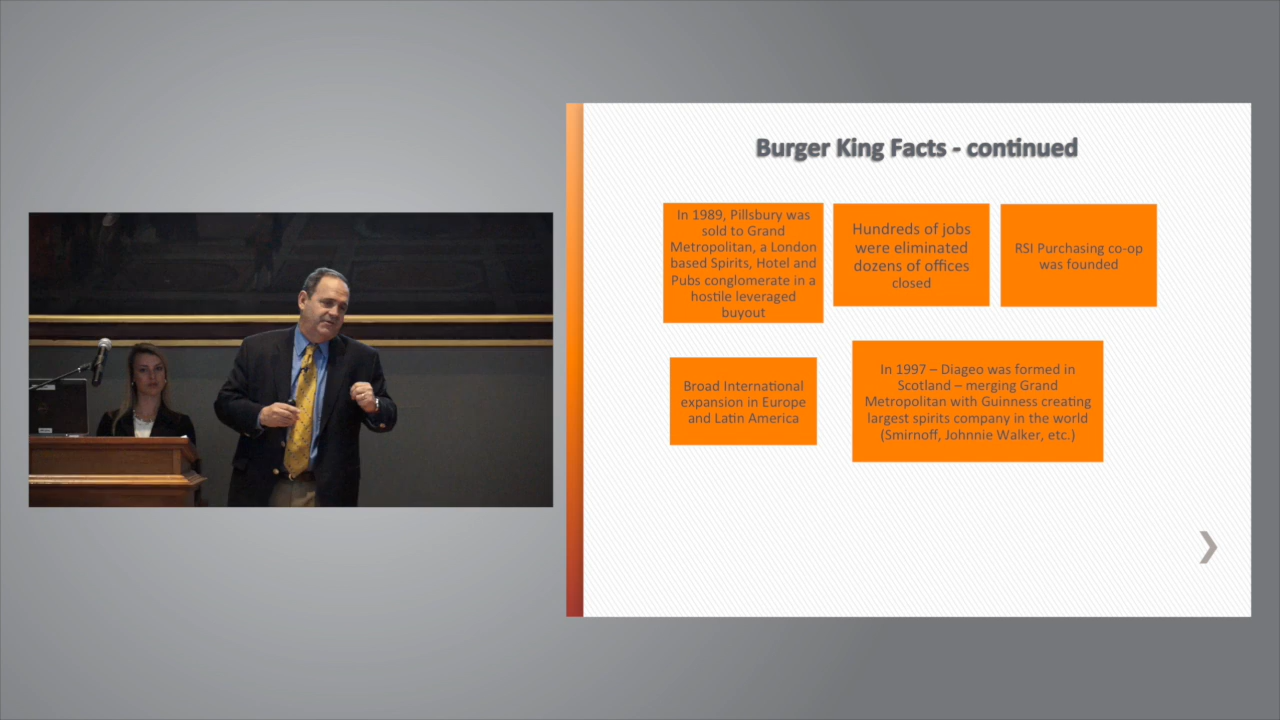 Burger King Facts - continued
In 1989, Pillsbury was
sold to Grand
Metropolitan, a London
based Spirits, Hotel and
Pubs conglomerate in a
hostile leveraged
buyout
Hundreds of jobs
were eliminated
dozens of offices
closed
RSI Purchasing co-op
was founded
Broad International
expansion in Europe
and Latin America
In 1997 – Diageo was formed in
Scotland – merging Grand
Metropolitan with Guinness creating
largest spirits company in the world
(Smirnoff, Johnnie Walker, etc.)